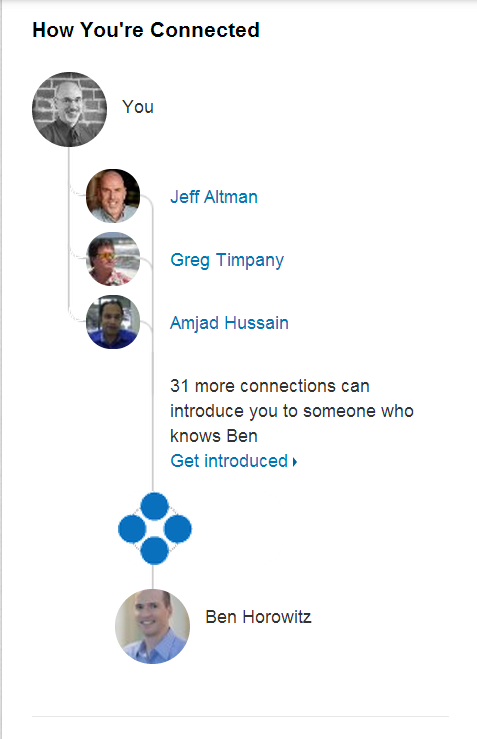 How You're Connected
You
Jeff Altman
Greg Timpany
Amjad Hussain
31 more connections can
introduce you to someone who
knows Ben
Get introduced
Ben Horowitz